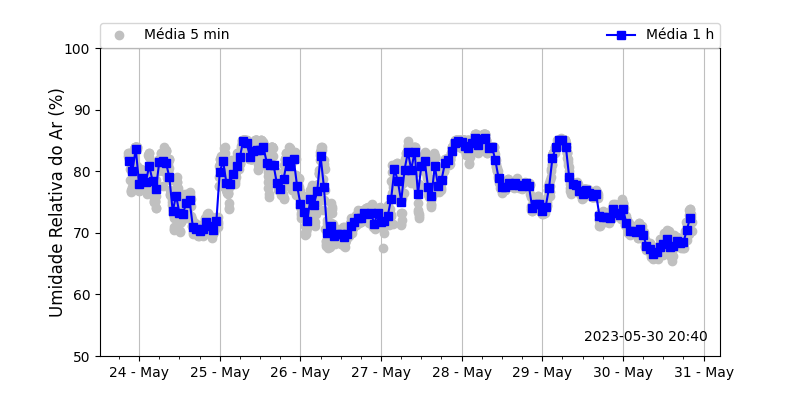 Média 5 min Média 1 h
100
90
80
70
60
50
Umidade Relativa do Ar (%)
2023-05-30 20:40
24 - May 25 - May 26 - May 27 - May 28 - May 29 - May 30 - May 31 - May